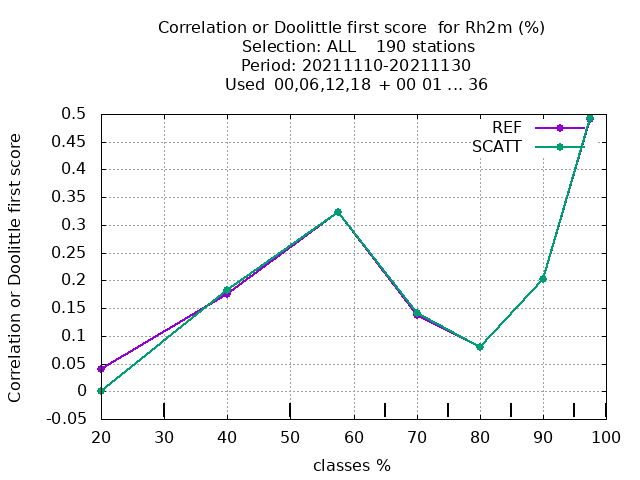 Correlation or Doolittle first score  for Rh2m (%)
Selection: ALL    190 stations
Period: 20211110-20211130
Used  00,06,12,18  + 00 01 ... 36
REF
SCATT
Correlation or Doolittle first score
0.5
0.45
0.4
0.35
0.3
0.25
0.2
0.15
0.1
0.05
0
-0.05
20 30 40 50 60 70 80 90 100
classes %